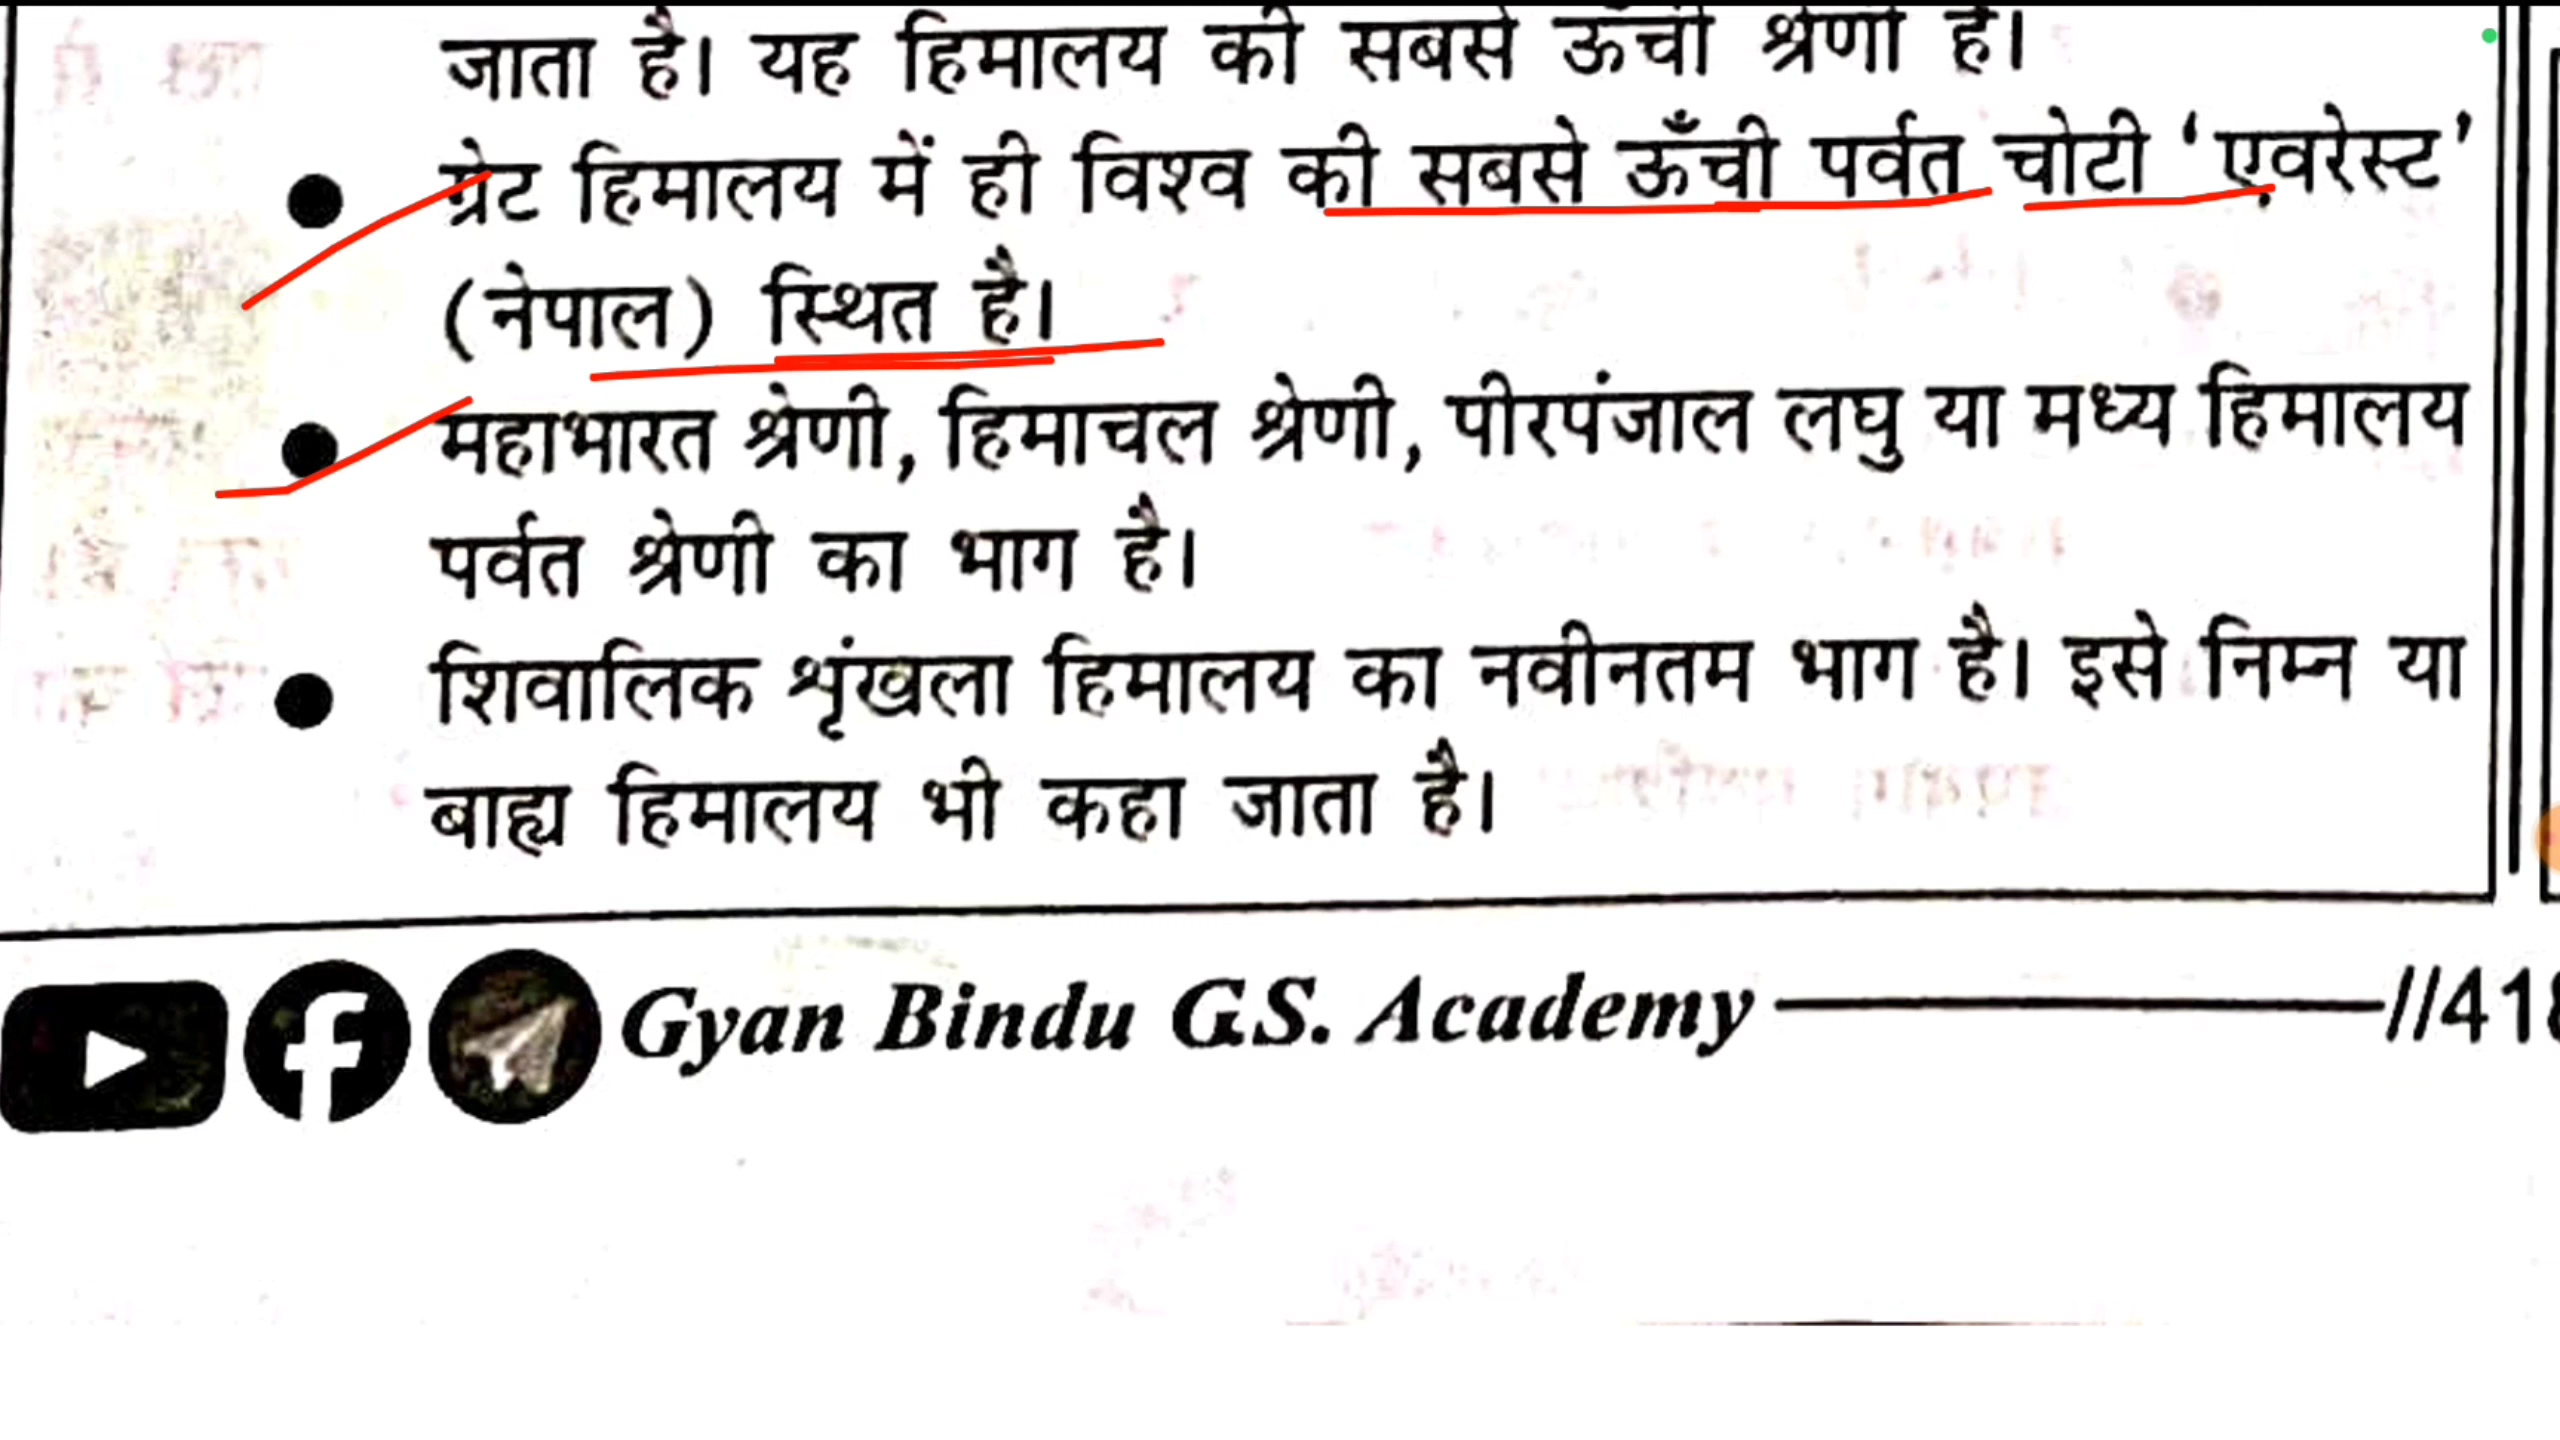 जाता है। यह हिमालय की सबसे ऊँची श्रेणी है।
● ग्रेट हिमालय में ही विश्व की सबसे ऊँची पर्वत चोटी ‘एवरेस्ट’
(नेपाल) स्थित है।
● महाभारत श्रेणी, हिमाचल श्रेणी, पीरपंजाल लघु या मध्य हिमालय
पर्वत श्रेणी का भाग है।
● शिवालिक शृंखला हिमालय का नवीनतम भाग है। इसे निम्न या
बाह्य हिमालय भी कहा जाता है।
Gyan Bindu G.S. Academy